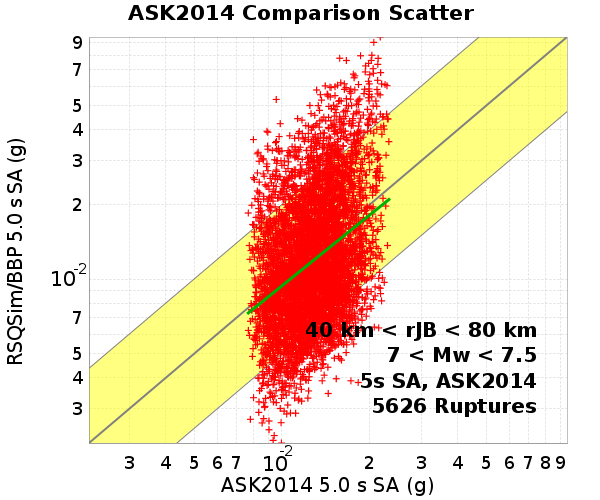 ASK2014 Comparison Scatter
RSQSim/BBP 5.0 s SA (g)
9
7
5
4
3
2
10-2
7
5
4
3
40 km < rJB < 80 km
7 < Mw < 7.5
5s SA, ASK2014
5626 Ruptures
3 4 5 6 7 10-2 2 3 4 5 6 7 8 9
ASK2014 5.0 s SA (g)